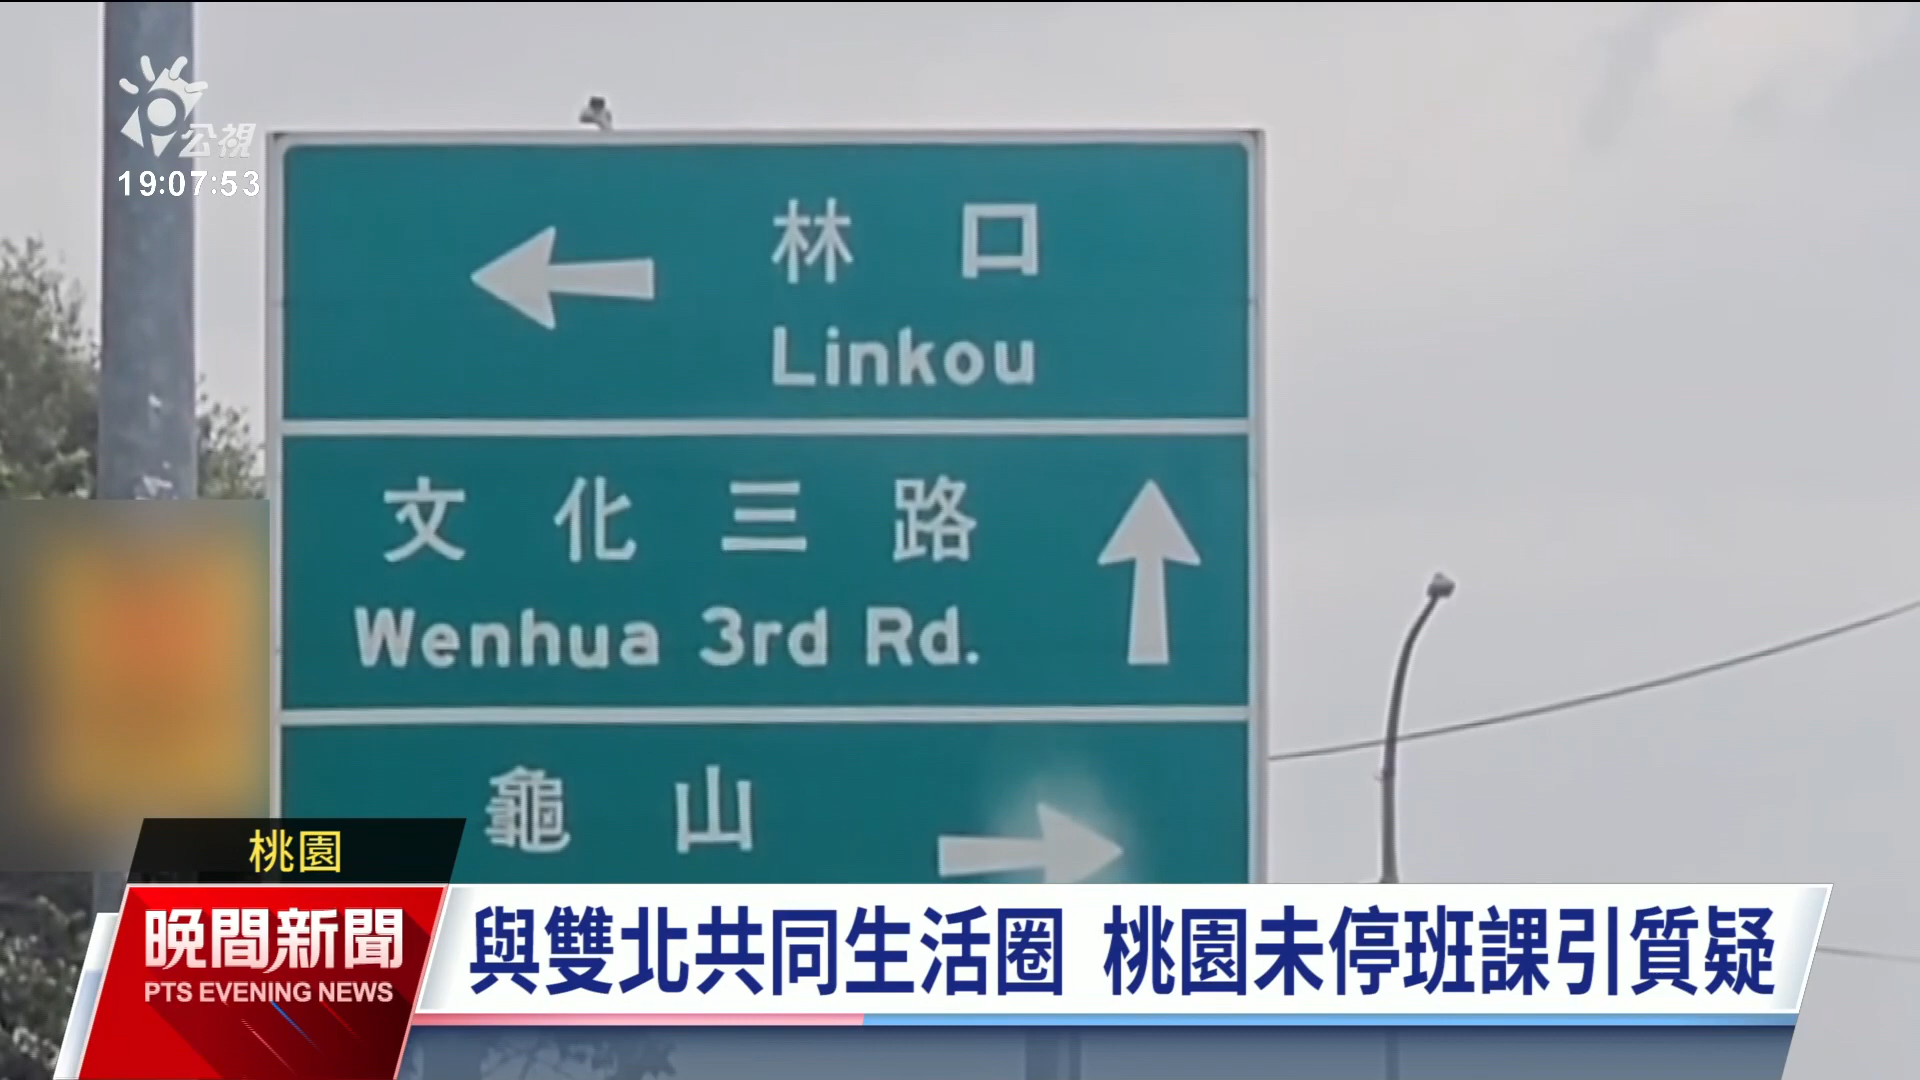 公視
19:07:53
林口
Linkou
文化三路
Wenhua 3rd Rd.
龜山
桃園
晚間新聞
PTS EVENING NEWS
與雙北共同生活圈 桃園未停班課引質疑